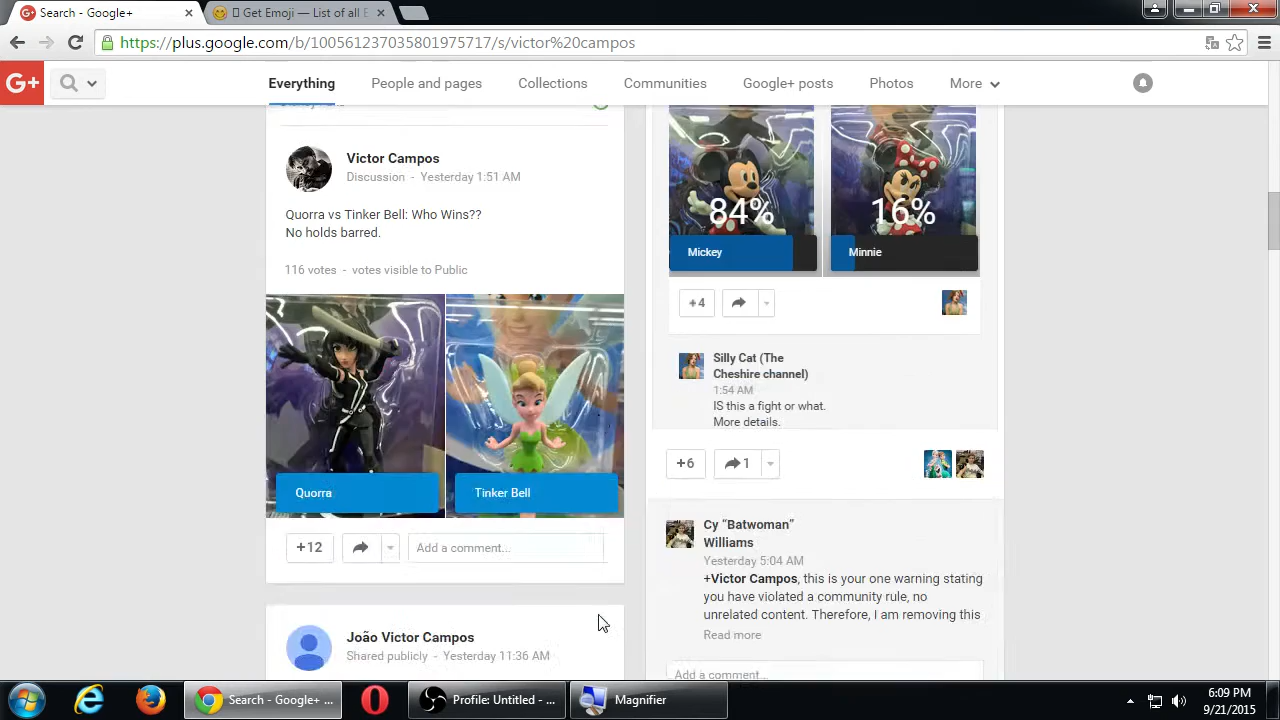 Search - Google+
Get Emoji — List of all E
https://plus.google.com/b/100561237035801975717/s/victor%20campos
G+
Everything
People and pages
Collections
Communities
Google+ posts
Photos
More
Victor Campos
Discussion - Yesterday 1:51 AM
Quorra vs Tinker Bell: Who Wins??
No holds barred.
116 votes - votes visible to Public
Quorra
Tinker Bell
+12
Add a comment...
João Victor Campos
Shared publicly - Yesterday 11:36 AM
84%
16%
Mickey
Minnie
+4
Silly Cat (The
Cheshire channel)
1:54 AM
IS this a fight or what.
More details.
+6
1
Cy “Batwoman”
Williams
Yesterday 5:04 AM
+Victor Campos, this is your one warning stating
you have violated a community rule, no
unrelated content. Therefore, I am removing this
Read more
Add a comment...
Search - Google+ ...
Profile: Untitled - ...
Magnifier
6:09 PM
9/21/2015